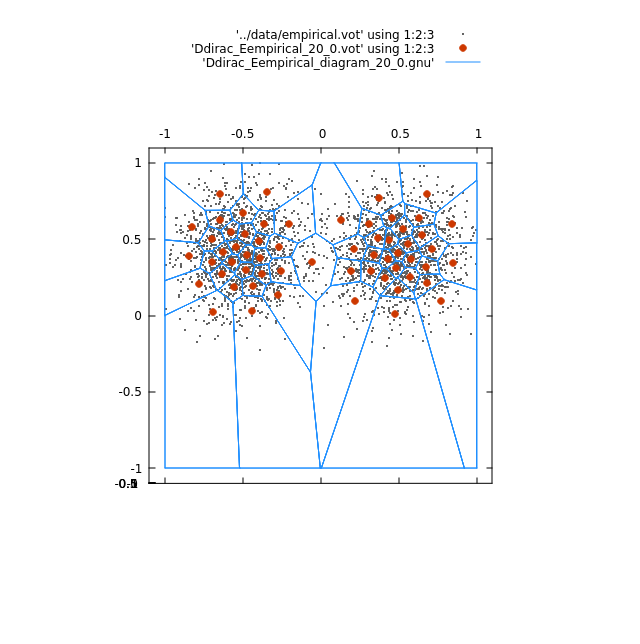 '../data/empirical.vot' using 1:2:3
'Ddirac_Eempirical_20_0.vot' using 1:2:3
'Ddirac_Eempirical_diagram_20_0.gnu'
-1 -0.5 0 0.5 1
1
0.5
0
-0.5
-1